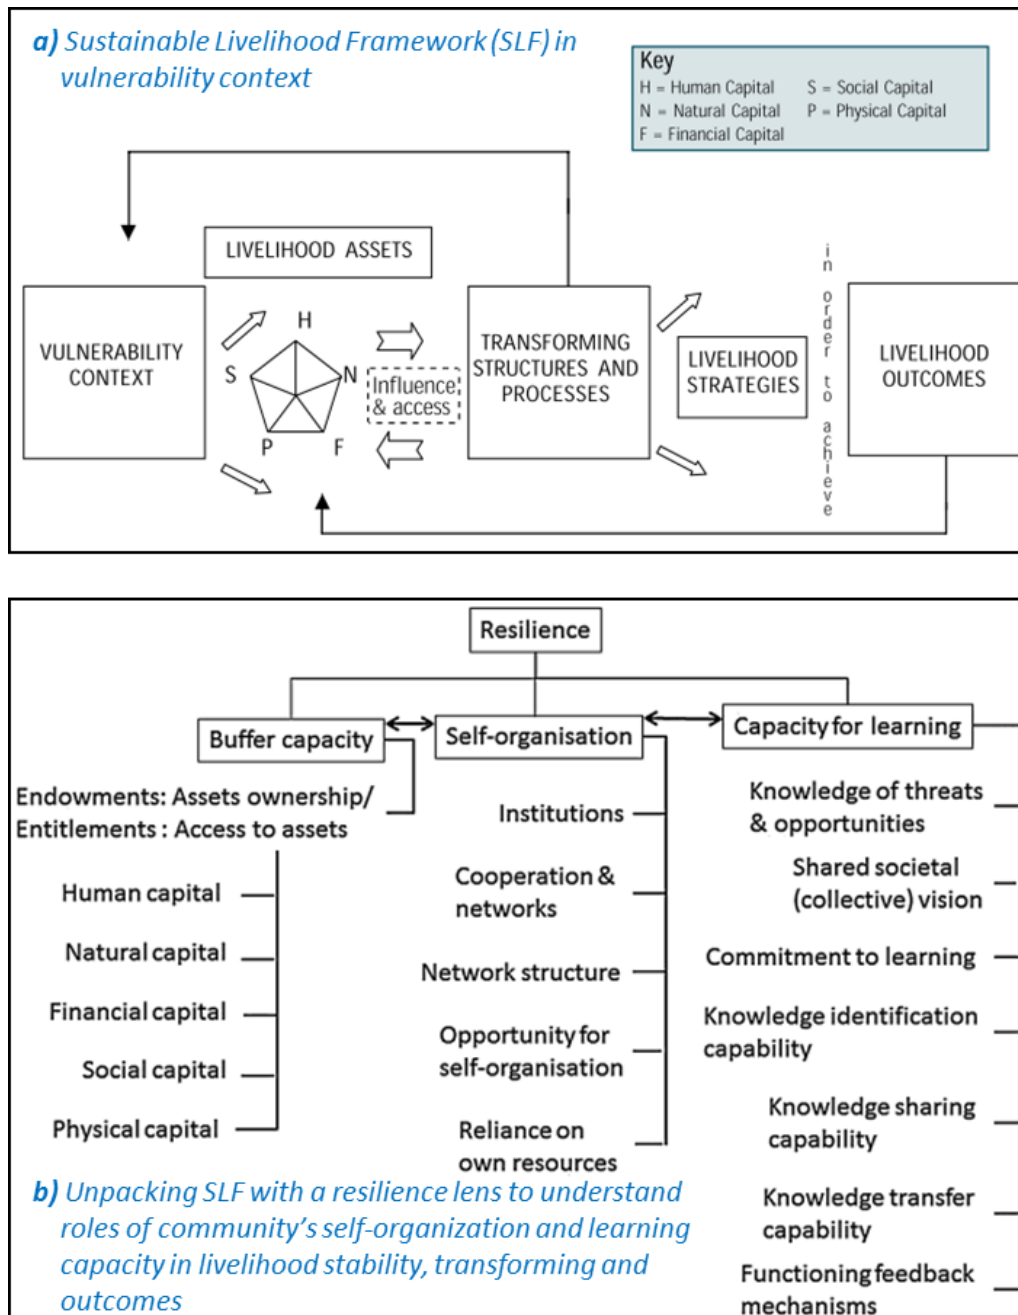 a) Sustainable Livelihood Framework (SLF) in
vulnerability context
Key
H = Human Capital S = Social Capital
N = Natural Capital P = Physical Capital
F = Financial Capital
LIVELIHOOD ASSETS
VULNERABILITY
CONTEXT
H
S
N
P
F
Influence
& access
TRANSFORMING
STRUCTURES AND
PROCESSES
LIVELIHOOD
STRATEGIES
in order to achieve
LIVELIHOOD
OUTCOMES
Resilience
Buffer capacity
Self-organisation
Capacity for learning
Endowments: Assets ownership/
Entitlements : Access to assets
Human capital
Natural capital
Financial capital
Social capital
Physical capital
Institutions
Cooperation &
networks
Network structure
Opportunity for
self-organisation
Reliance on
own resources
Knowledge of threats
& opportunities
Shared societal
(collective) vision
Commitment to learning
Knowledge identification
capability
Knowledge sharing
capability
Knowledge transfer
capability
Functioning feedback
mechanisms
b) Unpacking SLF with a resilience lens to understand
roles of community's self-organization and learning
capacity in livelihood stability, transforming and
outcomes